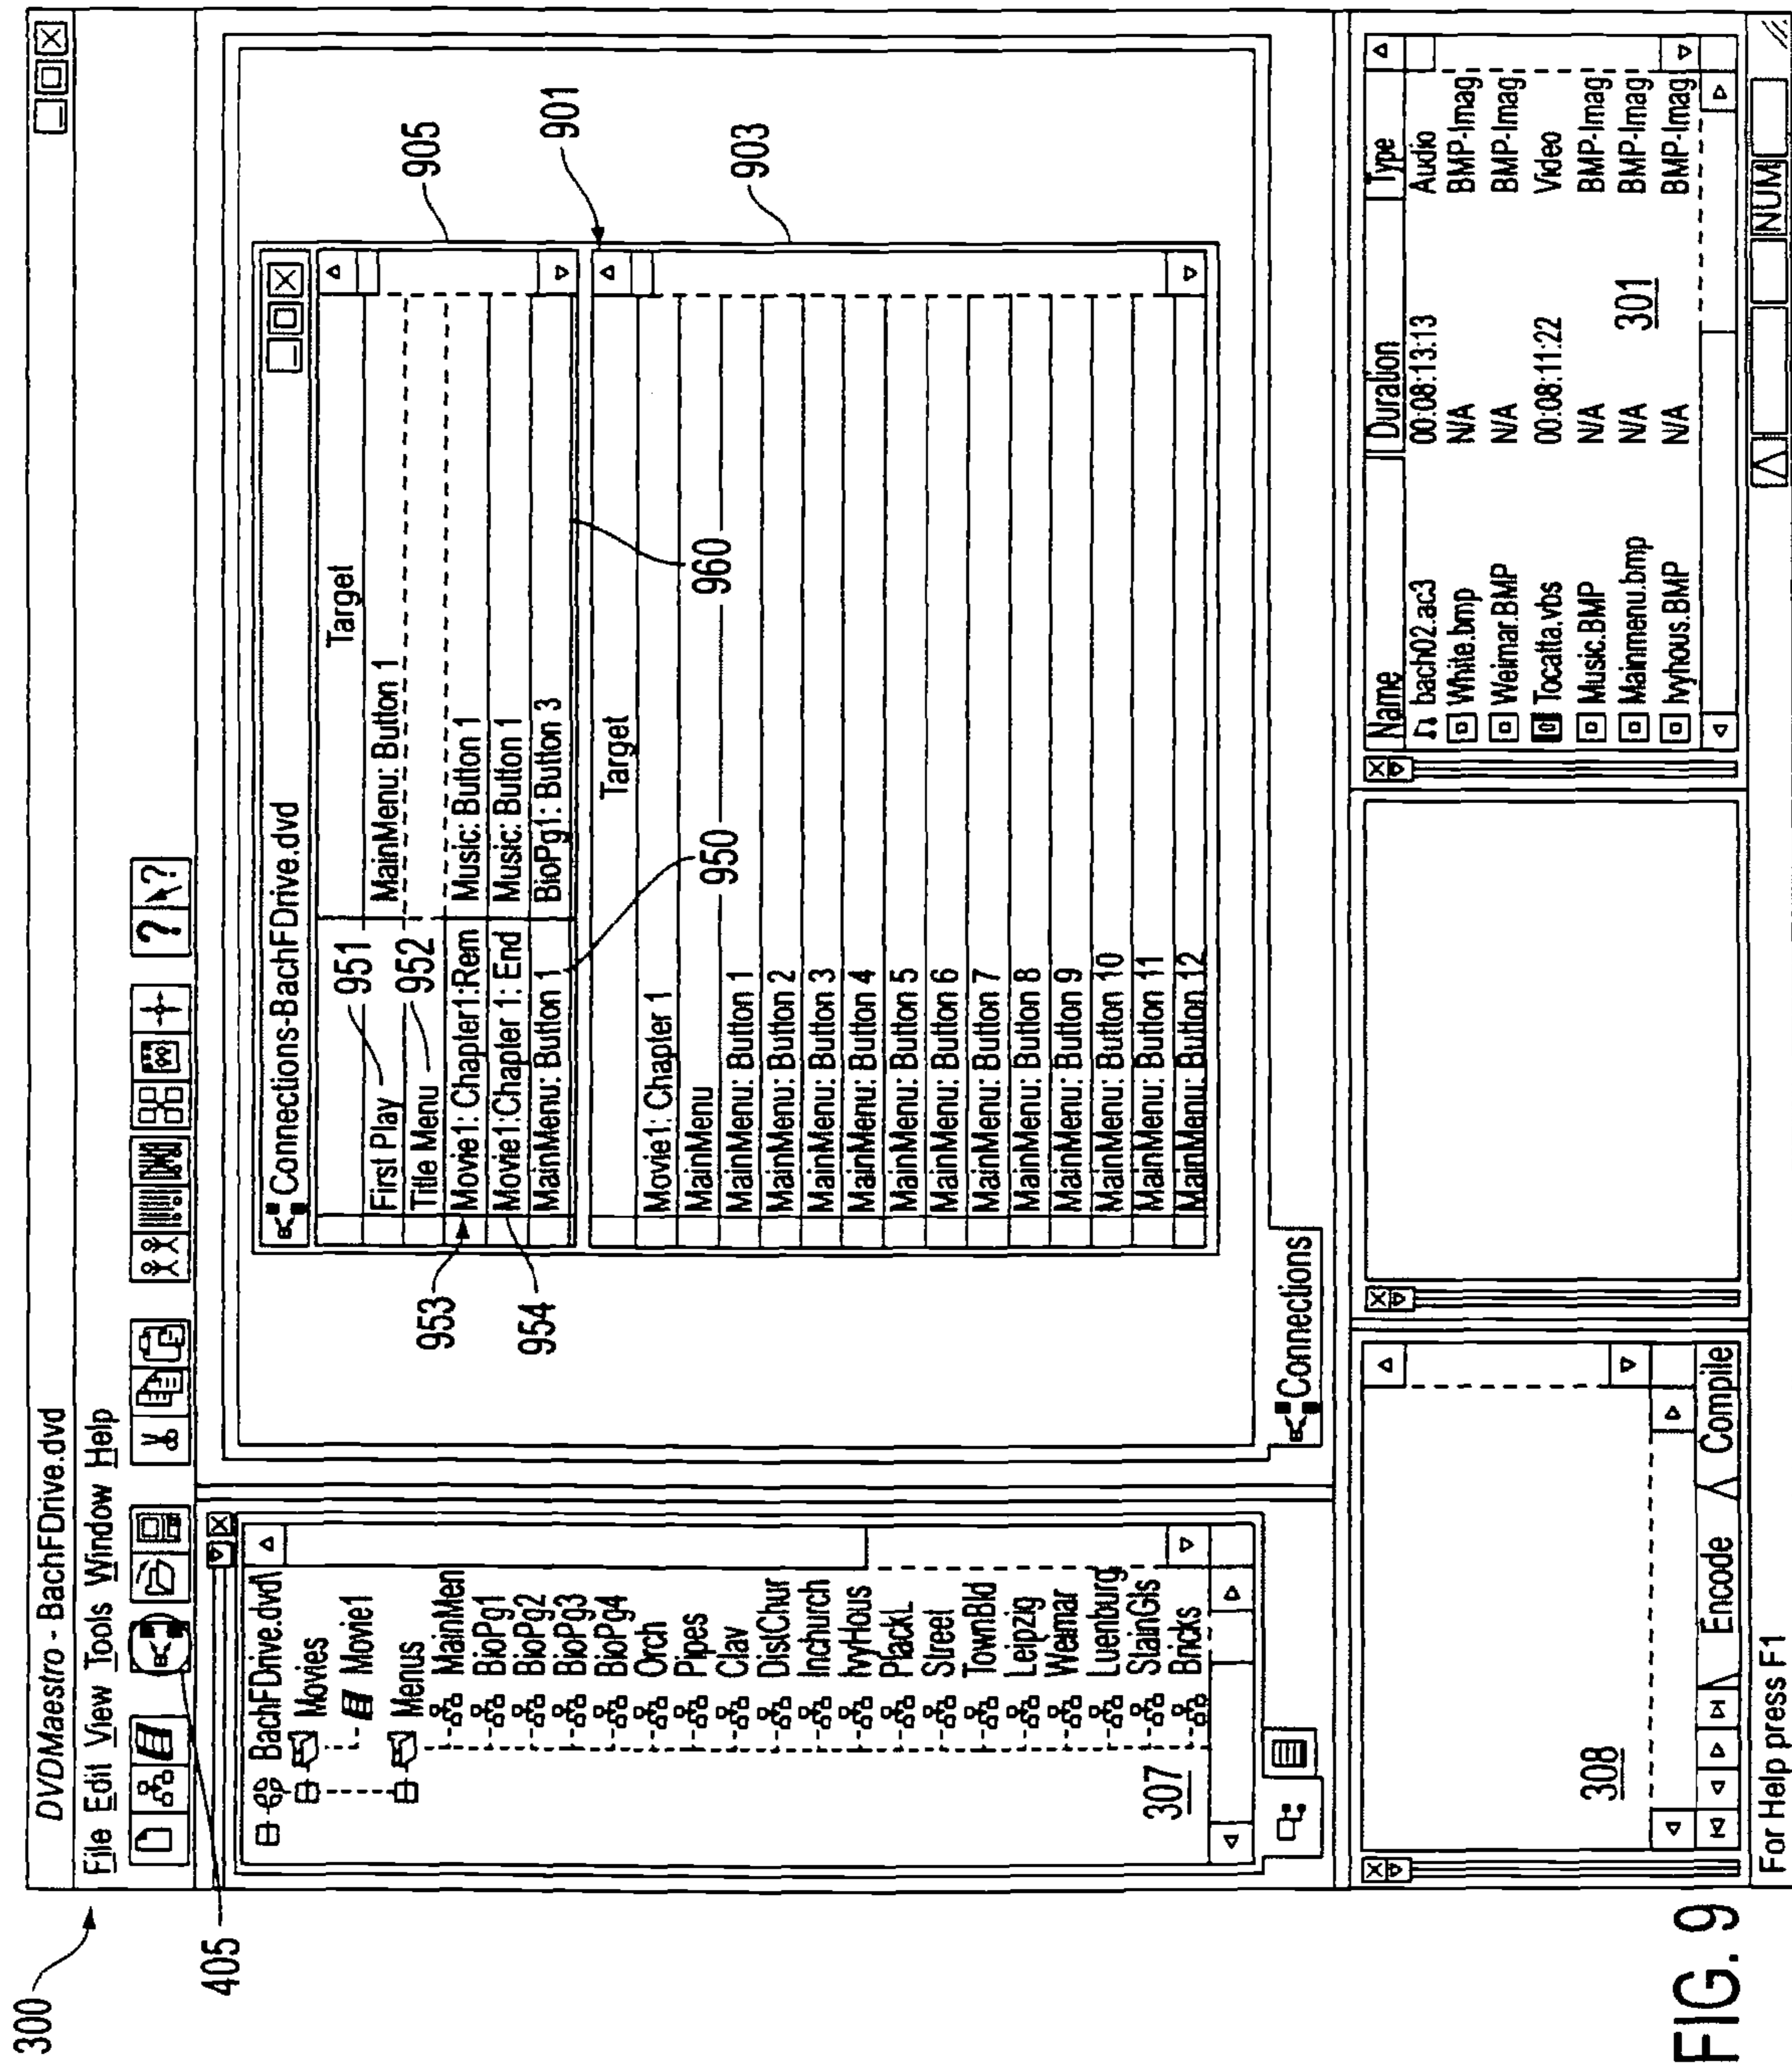 300
DVDMaestro - BachFDrive.dvd
File Edit View Tools Window Help
405
BachFDrive.dvd\
Movies
Movie1
Menus
MainMen
BioPg1
BioPg2
BioPg3
BioPg4
Orch
Pipes
Clav
DistChur
Inchurch
IvyHous
PlackL
Street
TownBld
Leipzig
Weimar
Luenburg
StainGls
Bricks
307
Connections-BachFDrive.dvd
Target
First Play 951 MainMenu: Button 1
Title Menu 952
953 Movie1: Chapter1:Rem Music: Button 1
954 Movie1:Chapter 1: End Music: Button 1
MainMenu: Button 1 BioPg1: Button 3
905
901
903
950
960
Target
Movie1: Chapter 1
MainMenu
MainMenu: Button 1
MainMenu: Button 2
MainMenu: Button 3
MainMenu: Button 4
MainMenu: Button 5
MainMenu: Button 6
MainMenu: Button 7
MainMenu: Button 8
MainMenu: Button 9
MainMenu: Button 10
MainMenu: Button 11
MainMenu: Button 12
Connections
308
Encode Compile
Name Duration Type
bach02.ac3 00:08:13:13 Audio
White.bmp N/A BMP-Imag
Weimar.BMP N/A BMP-Imag
Tocatta.vbs 00:08:11:22 Video
Music.BMP N/A BMP-Imag
Mainmenu.bmp N/A BMP-Imag
Ivyhous.BMP N/A BMP-Imag
301
For Help press F1
NUM
FIG. 9